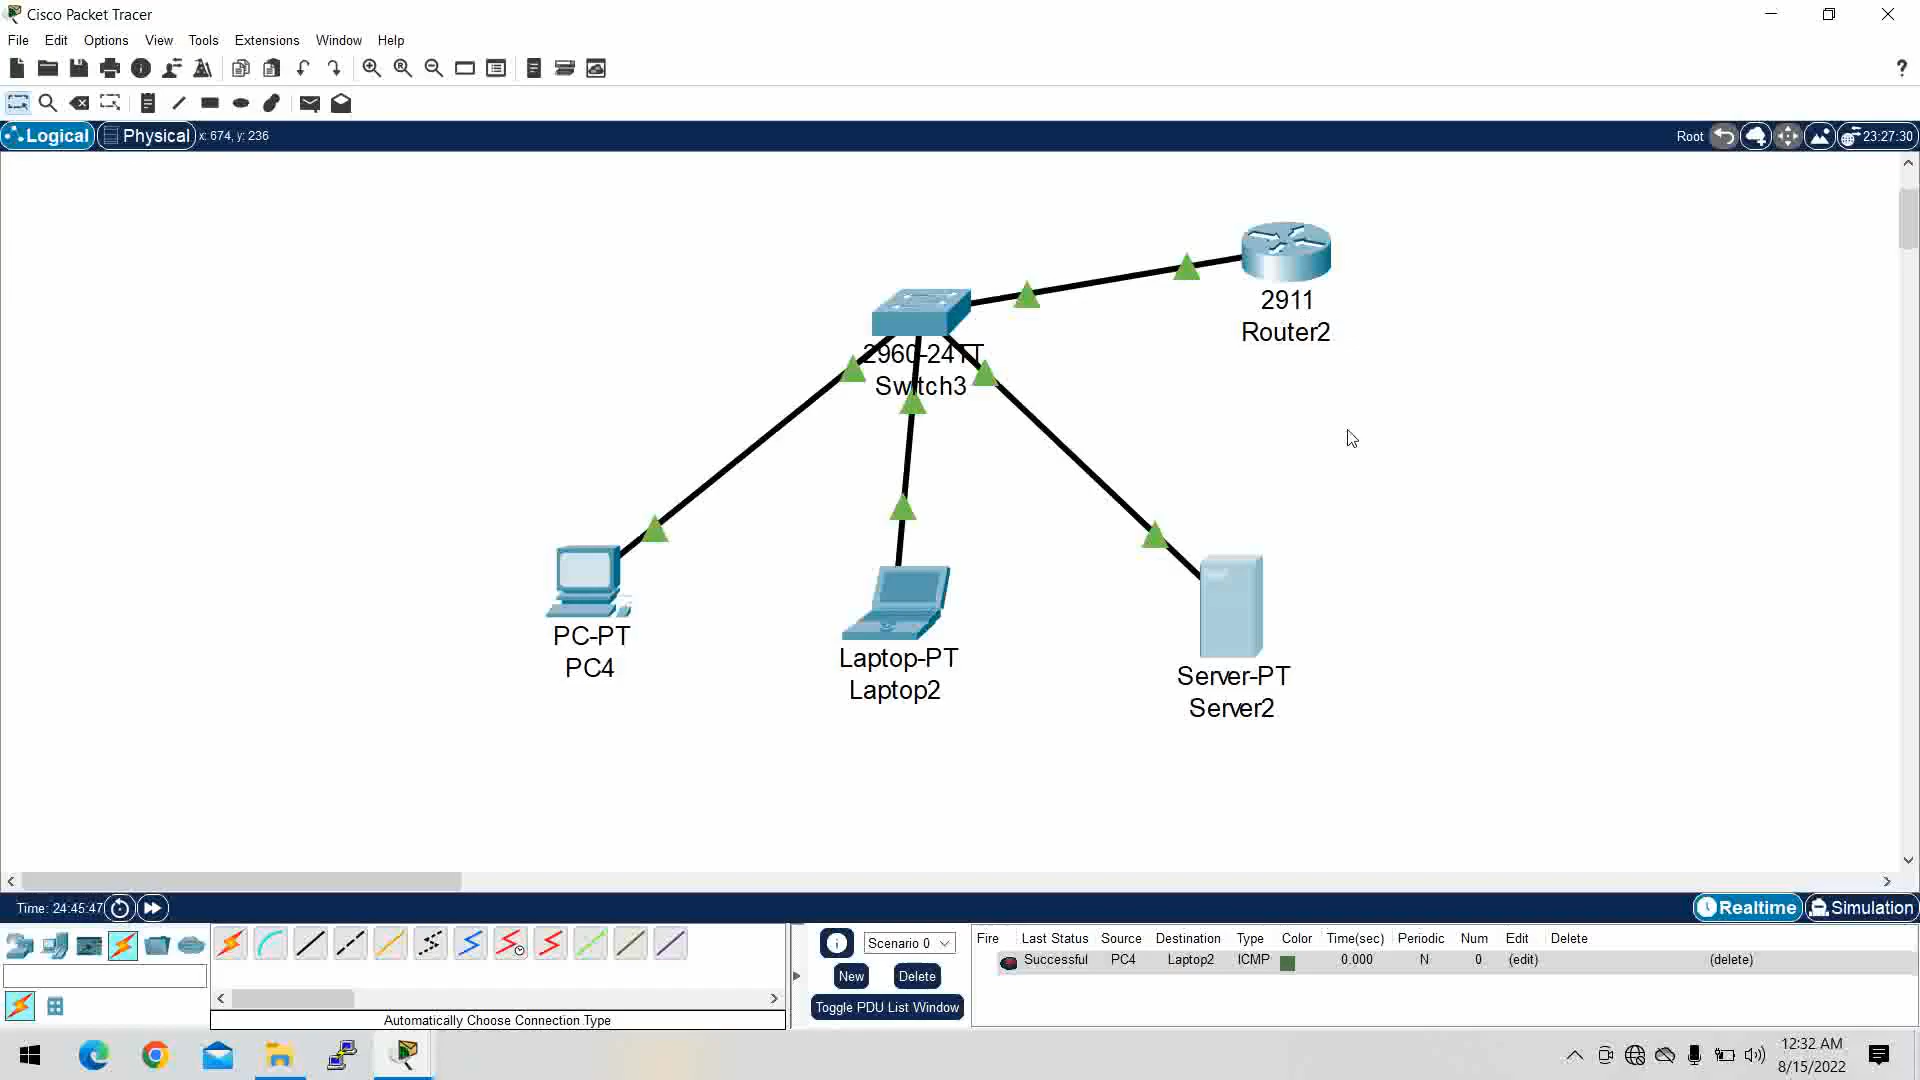 Cisco Packet Tracer
File Edit Options View Tools Extensions Window Help
?
Logical Physical x: 674, y: 236 Root 23:27:30
2911
Router2
2960-24TT
Switch3
PC-PT
PC4
Laptop-PT
Laptop2
Server-PT
Server2
Time: 24:45:47 Realtime Simulation
Scenario 0
New Delete
Toggle PDU List Window
Fire Last Status Source Destination Type Color Time(sec) Periodic Num Edit Delete
Successful PC4 Laptop2 ICMP 0.000 N 0 (edit) (delete)
Automatically Choose Connection Type
12:32 AM
8/15/2022